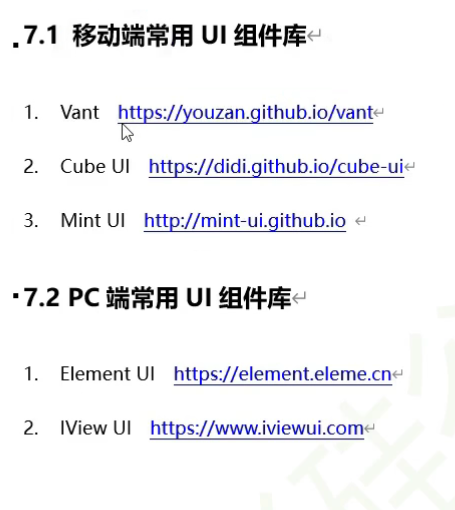 7.1 移动端常用 UI 组件库
1. Vant https://youzan.github.io/vant
2. Cube UI https://didi.github.io/cube-ui
3. Mint UI http://mint-ui.github.io
7.2 PC 端常用 UI 组件库
1. Element UI https://element.eleme.cn
2. IView UI https://www.iviewui.com